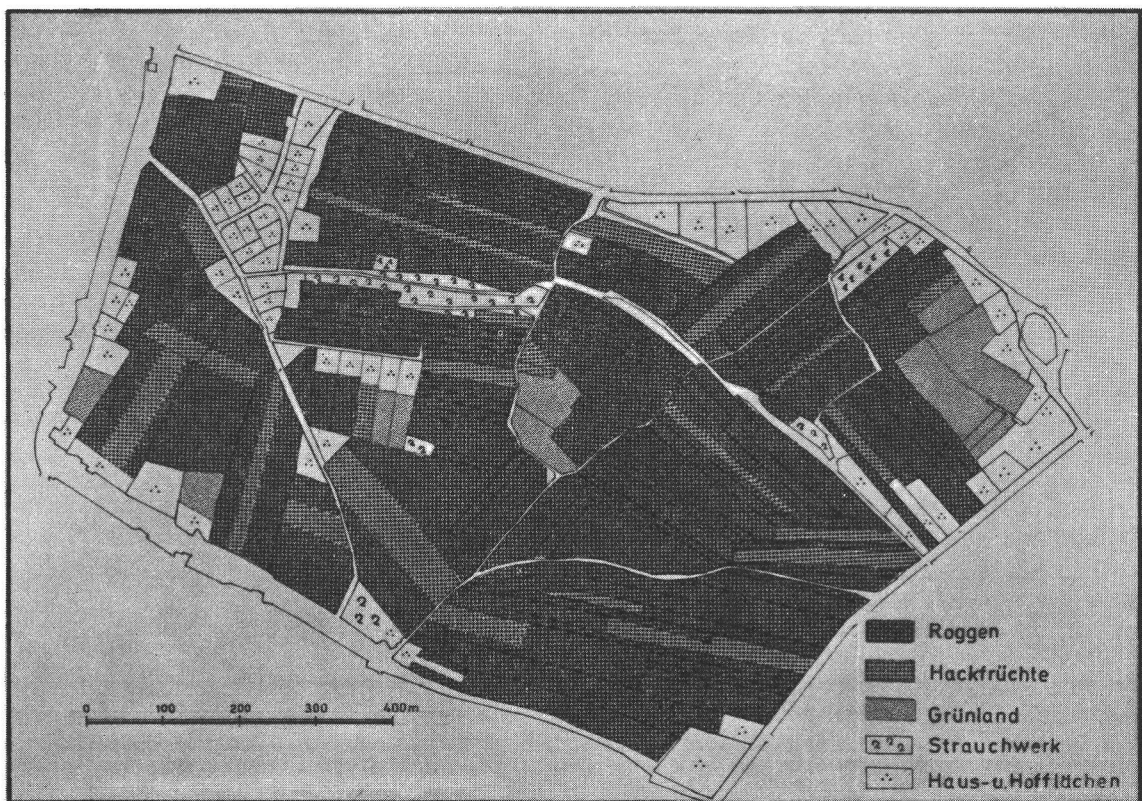 Roggen
Hackfrüchte
Grünland
Strauchwerk
Haus-u.Hofflächen
0 100 200 300 400m